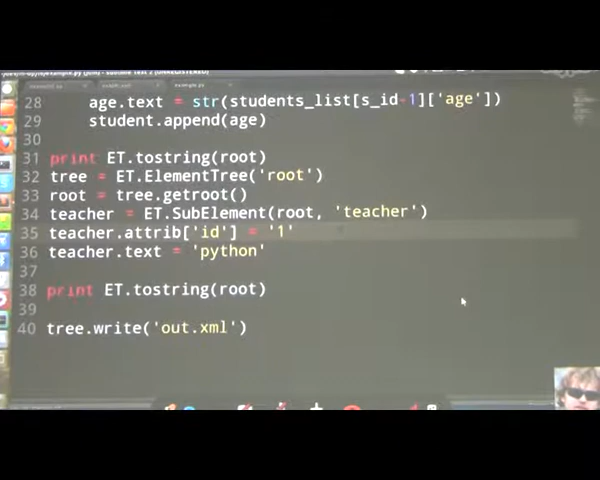 28 age.text = str(students_list[s_id-1]['age'])
29 student.append(age)
30
31 print ET.tostring(root)
32 tree = ET.ElementTree('root')
33 root = tree.getroot()
34 teacher = ET.SubElement(root, 'teacher')
35 teacher.attrib['id'] = '1'
36 teacher.text = 'python'
37
38 print ET.tostring(root)
39
40 tree.write('out.xml')